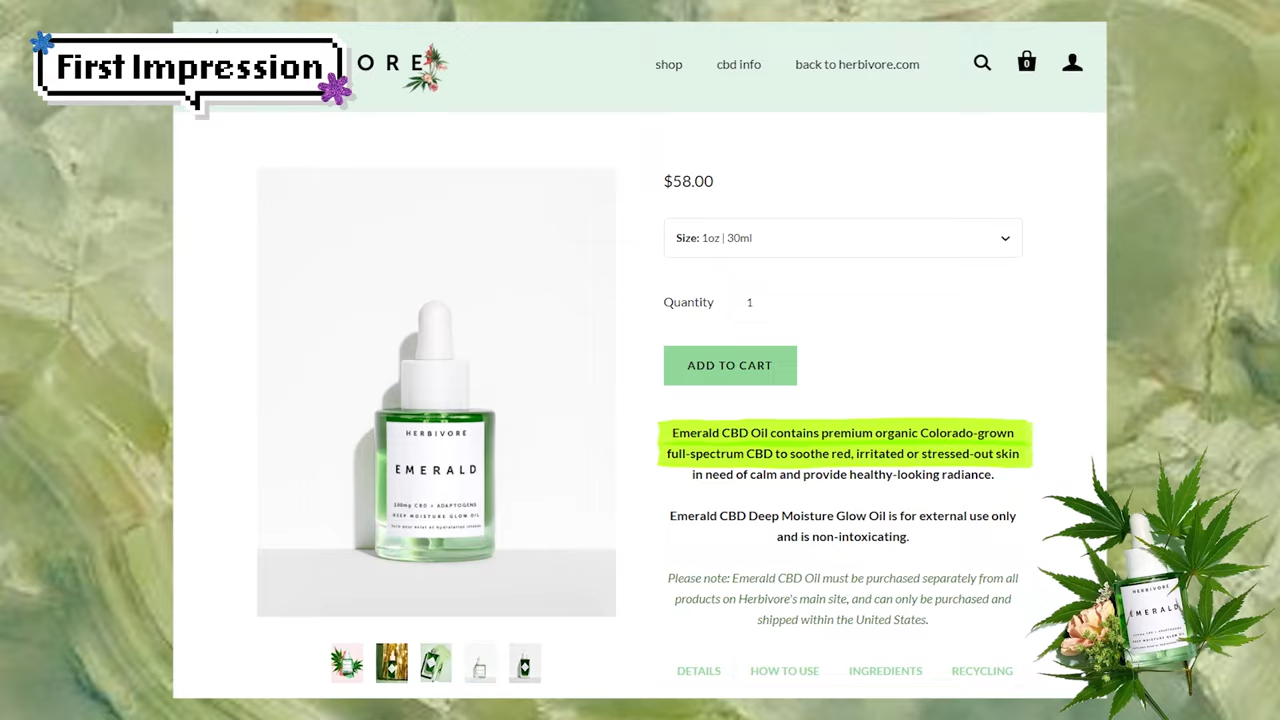 First Impression
ORE
shop
cbd info
back to herbivore.com
0
$58.00
Size: 1oz | 30ml
Quantity
1
ADD TO CART
HERBIVORE
EMERALD
100mg CBD + ADAPTOGENS
DEEP MOISTURE GLOW OIL
Emerald CBD Oil contains premium organic Colorado-grown
full-spectrum CBD to soothe red, irritated or stressed-out skin
in need of calm and provide healthy-looking radiance.
Emerald CBD Deep Moisture Glow Oil is for external use only
and is non-intoxicating.
Please note: Emerald CBD Oil must be purchased separately from all
products on Herbivore's main site, and can only be purchased and
shipped within the United States.
DETAILS
HOW TO USE
INGREDIENTS
RECYCLING
HERBIVORE
EMERALD